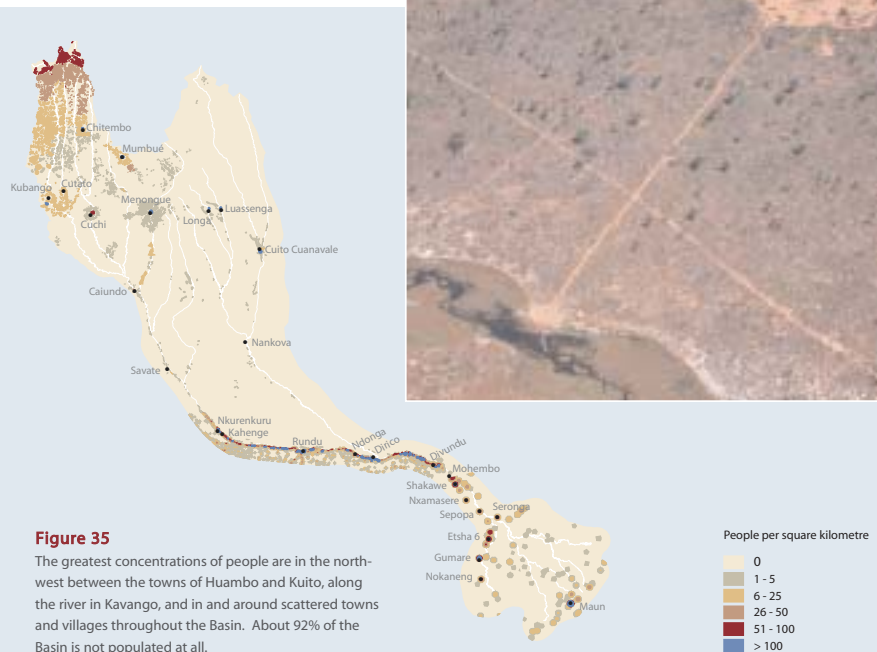 Chitembo
Mumbué
Kubango
Cutato
Menongue
Cuchi
Longa
Luassenga
Cuito Cuanavale
Caiundo
Nankova
Savate
Nkurenkuru
Kahenge
Rundu
Ndonga
Dirico
Divundu
Mohembo
Shakawe
Nxamasere
Sepopa
Seronga
Etsha 6
Gumare
Nokaneng
Maun
Figure 35
The greatest concentrations of people are in the north-
west between the towns of Huambo and Kuito, along
the river in Kavango, and in and around scattered towns
and villages throughout the Basin. About 92% of the
Basin is not populated at all.
People per square kilometre
0
1 - 5
6 - 25
26 - 50
51 - 100
> 100